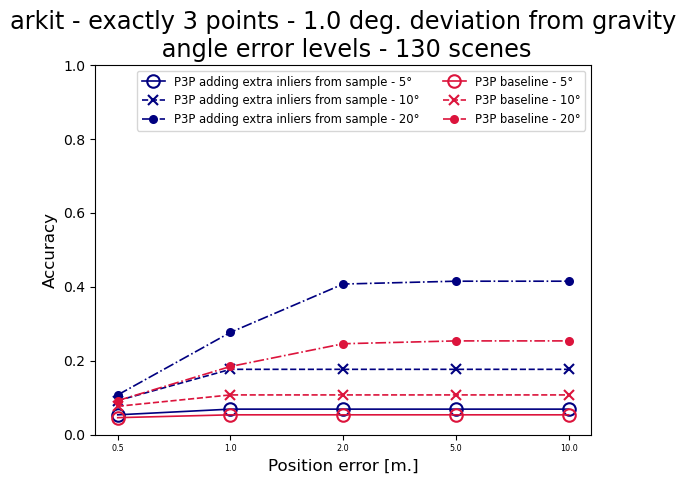 arkit - exactly 3 points - 1.0 deg. deviation from gravity
angle error levels - 130 scenes
P3P adding extra inliers from sample - 5°
P3P adding extra inliers from sample - 10°
P3P adding extra inliers from sample - 20°
P3P baseline - 5°
P3P baseline - 10°
P3P baseline - 20°
Accuracy
1.0
0.8
0.6
0.4
0.2
0.0
0.5
1.0
2.0
5.0
10.0
Position error [m.]